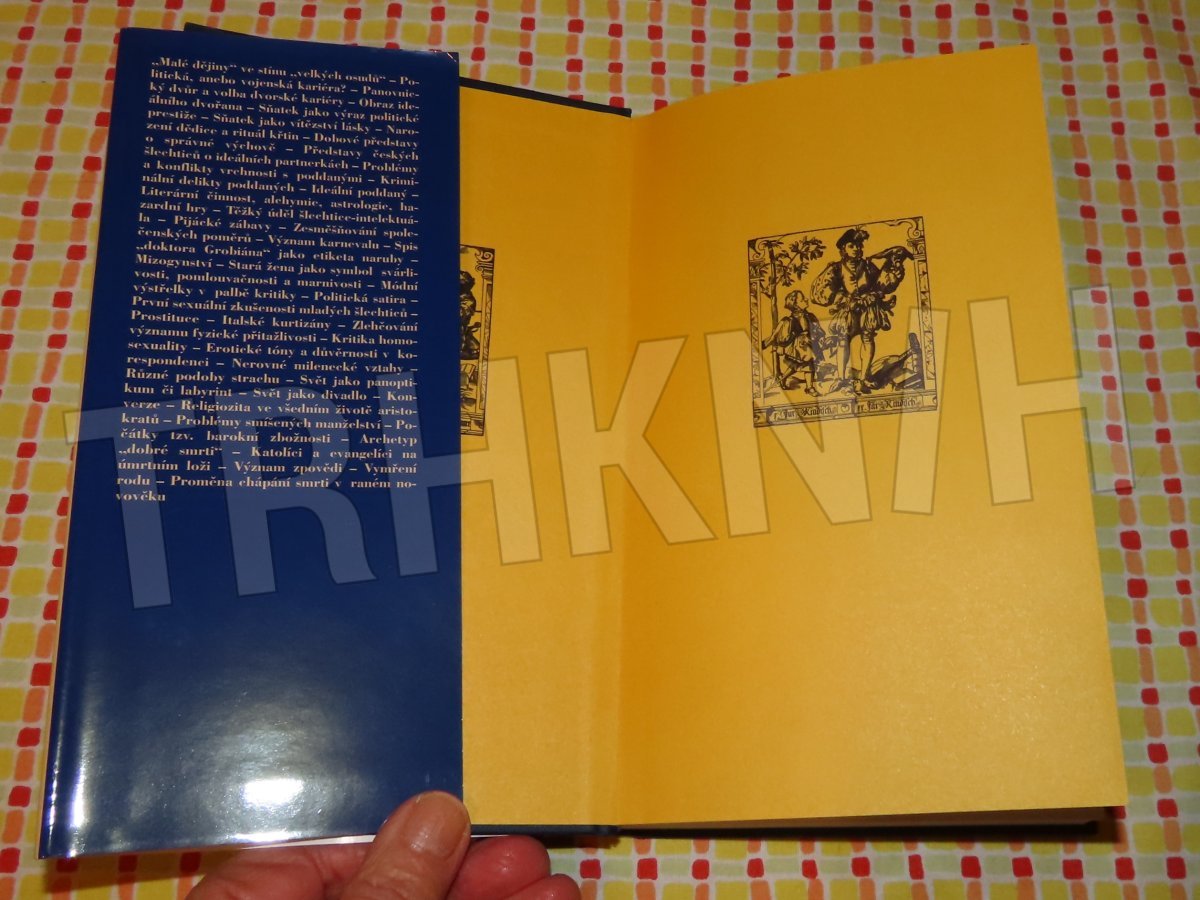 „Malé dějiny“ ve stínu „velkých osudů“ – Po-
litická, anebo vojenská kariéra? – Panovnic-
ký dvůr a volba dvorské kariéry – Obraz ide-
álního dvořana – Sňatek jako výraz politické
prestiže – Sňatek jako vítězství lásky – Naro-
zení dědice a rituál křtin – Dobové představy
o správné výchově – Představy českých
šlechticů o ideálních partnerkách – Problémy
a konflikty vrchnosti s poddanými – Krimi-
nální delikty poddaných – Ideální poddaný –
Literární činnost, alchymie, astrologie, ha-
zardní hry – Těžký úděl šlechtice-intelektuá-
la – Pijácké zábavy – Zesměšňování spole-
čenských poměrů – Význam karnevalu – Spis
„doktora Grobiána“ jako etiketa naruby –
Mizogynství – Stará žena jako symbol svárli-
vosti, pomlouvačnosti a marnivosti – Módní
výstřelky v palbě kritiky – Politická satira –
První sexuální zkušenosti mladých šlechticů –
Prostituce – Italské kurtizány – Zlehčování
významu fyzické přitažlivosti – Kritika homo-
sexuality – Erotické tóny a důvěrnosti v ko-
respondenci – Nerovné milenecké vztahy –
Různé podoby strachu – Svět jako panopti-
kum či labyrint – Svět jako divadlo – Kon-
verze – Religiozita ve všedním životě aristo-
kratů – Problémy smíšených manželství – Po-
čátky tzv. barokní zbožnosti – Archetyp
„dobré smrti“ – Katolíci a evangelíci na
úmrtním loži – Význam zpovědi – Vymření
rodu – Proměna chápání smrti v raném no-
vověku
TRHKNIH